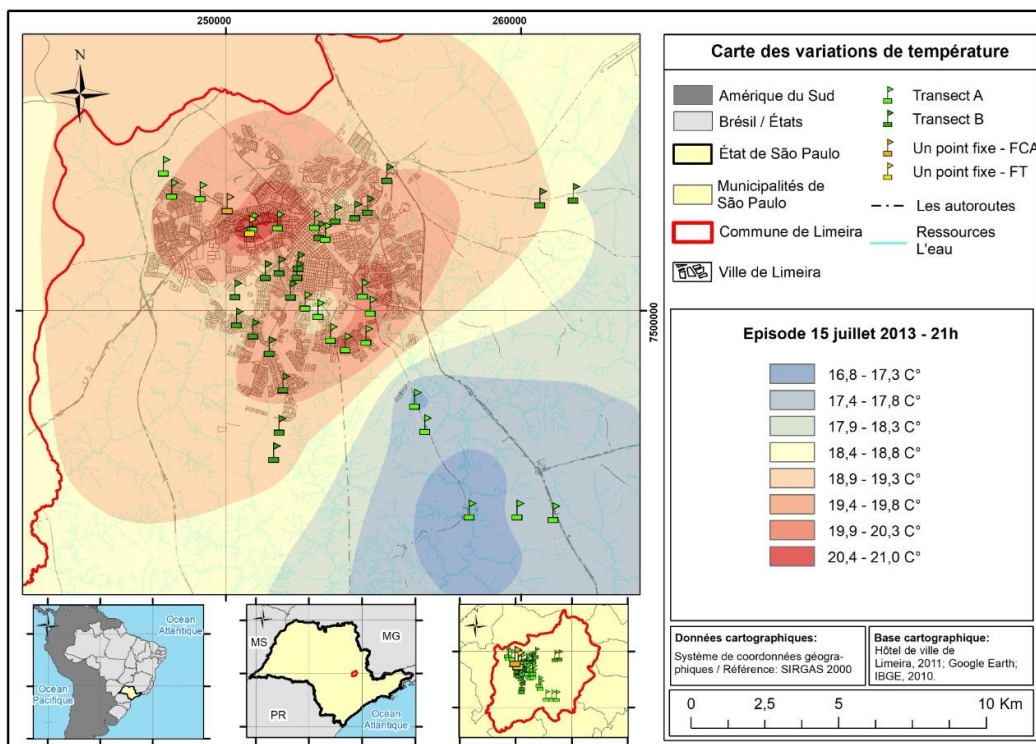 250000
260000
N
7500000
Carte des variations de température
Amérique du Sud
Brésil / États
État de São Paulo
Municipalités de
São Paulo
Commune de Limeira
Ville de Limeira
Transect A
Transect B
Un point fixe - FCA
Un point fixe - FT
Les autoroutes
Ressources
L'eau
Episode 15 juillet 2013 - 21h
16,8 - 17,3 C°
17,4 - 17,8 C°
17,9 - 18,3 C°
18,4 - 18,8 C°
18,9 - 19,3 C°
19,4 - 19,8 C°
19,9 - 20,3 C°
20,4 - 21,0 C°
Océan
Atlantique
Océan
Pacifique
MS
MG
PR
Océan
Atlantique
Données cartographiques:
Système de coordonnées géogra-
phiques / Référence: SIRGAS 2000
Base cartographique:
Hôtel de ville de
Limeira, 2011; Google Earth;
IBGE, 2010.
0 2,5 5 10 Km